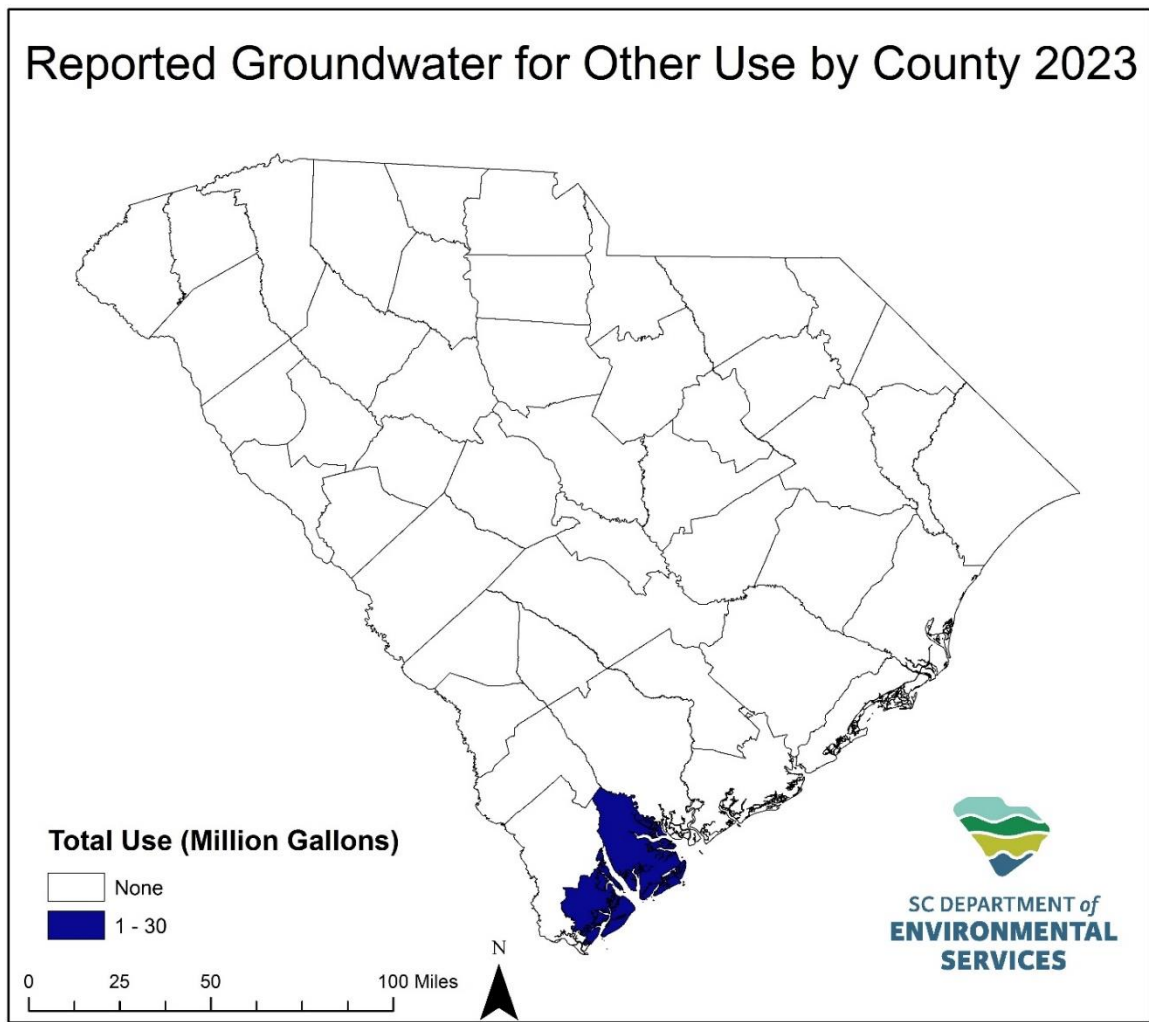 Reported Groundwater for Other Use by County 2023
Total Use (Million Gallons)
None
1 - 30
0 25 50 100 Miles
N
SC DEPARTMENT of
ENVIRONMENTAL
SERVICES